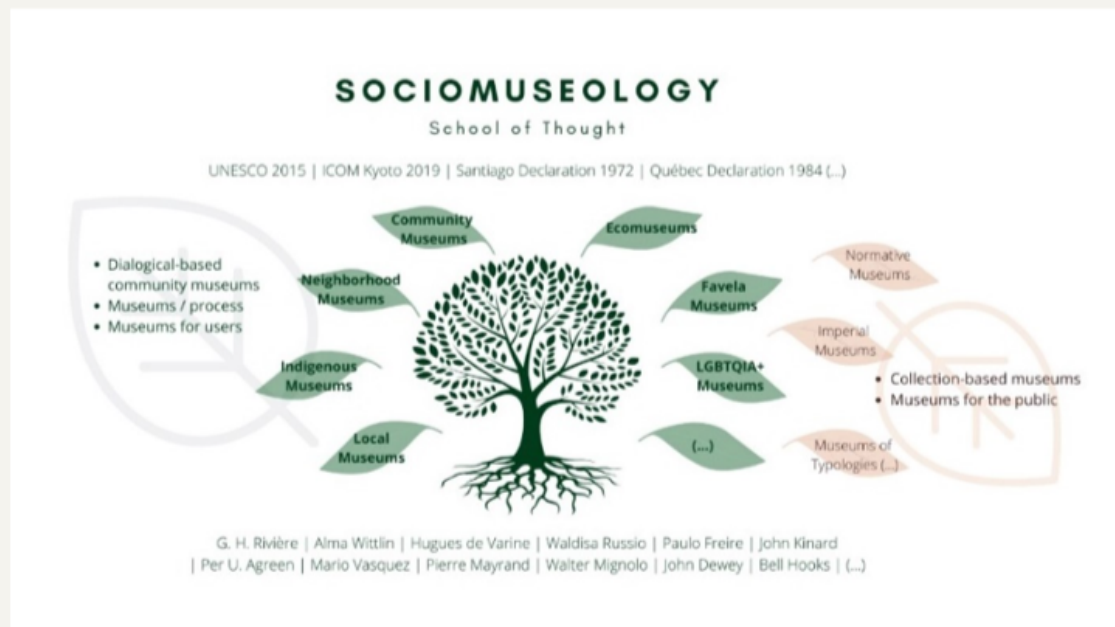 SOCIOMUSEOLOGY
School of Thought
UNESCO 2015 | ICOM Kyoto 2019 | Santiago Declaration 1972 | Québec Declaration 1984 (...)
• Dialogical-based
community museums
• Museums / process
• Museums for users
Community
Museums
Neighborhood
Museums
Indigenous
Museums
Local
Museums
Ecomuseums
Favela
Museums
LGBTQIA+
Museums
(...)
Normative
Museums
Imperial
Museums
Museums of
Typologies (...)
• Collection-based museums
• Museums for the public
G. H. Rivière | Alma Wittlin | Hugues de Varine | Waldisa Russio | Paulo Freire | John Kinard
| Per U. Agreen | Mario Vasquez | Pierre Mayrand | Walter Mignolo | John Dewey | Bell Hooks | (...)